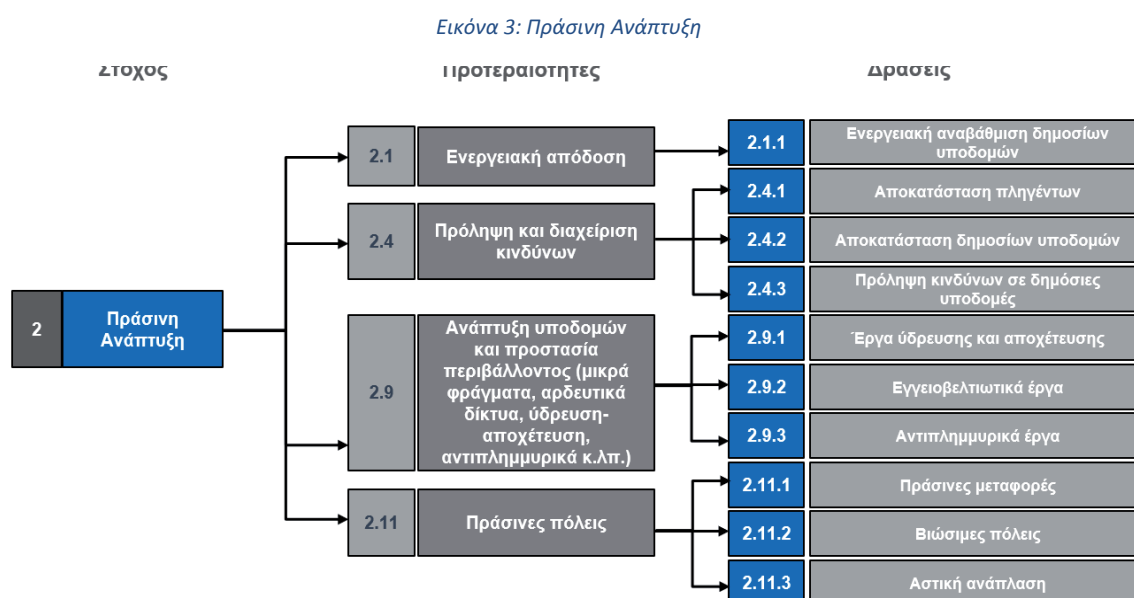 Εικόνα 3: Πράσινη Ανάπτυξη
Στόχος
Προτεραιότητες
Δράσεις
2
Πράσινη
Ανάπτυξη
2.1
Ενεργειακή απόδοση
2.1.1
Ενεργειακή αναβάθμιση δημοσίων
υποδομών
2.4
Πρόληψη και διαχείριση
κινδύνων
2.4.1
Αποκατάσταση πληγέντων
2.4.2
Αποκατάσταση δημοσίων υποδομών
2.4.3
Πρόληψη κινδύνων σε δημόσιες
υποδομές
2.9
Ανάπτυξη υποδομών
και προστασία
περιβάλλοντος (μικρά
φράγματα, αρδευτικά
δίκτυα, ύδρευση-
αποχέτευση,
αντιπλημμυρικά κ.λπ.)
2.9.1
Έργα ύδρευσης και αποχέτευσης
2.9.2
Εγγειοβελτιωτικά έργα
2.9.3
Αντιπλημμυρικά έργα
2.11
Πράσινες πόλεις
2.11.1
Πράσινες μεταφορές
2.11.2
Βιώσιμες πόλεις
2.11.3
Αστική ανάπλαση